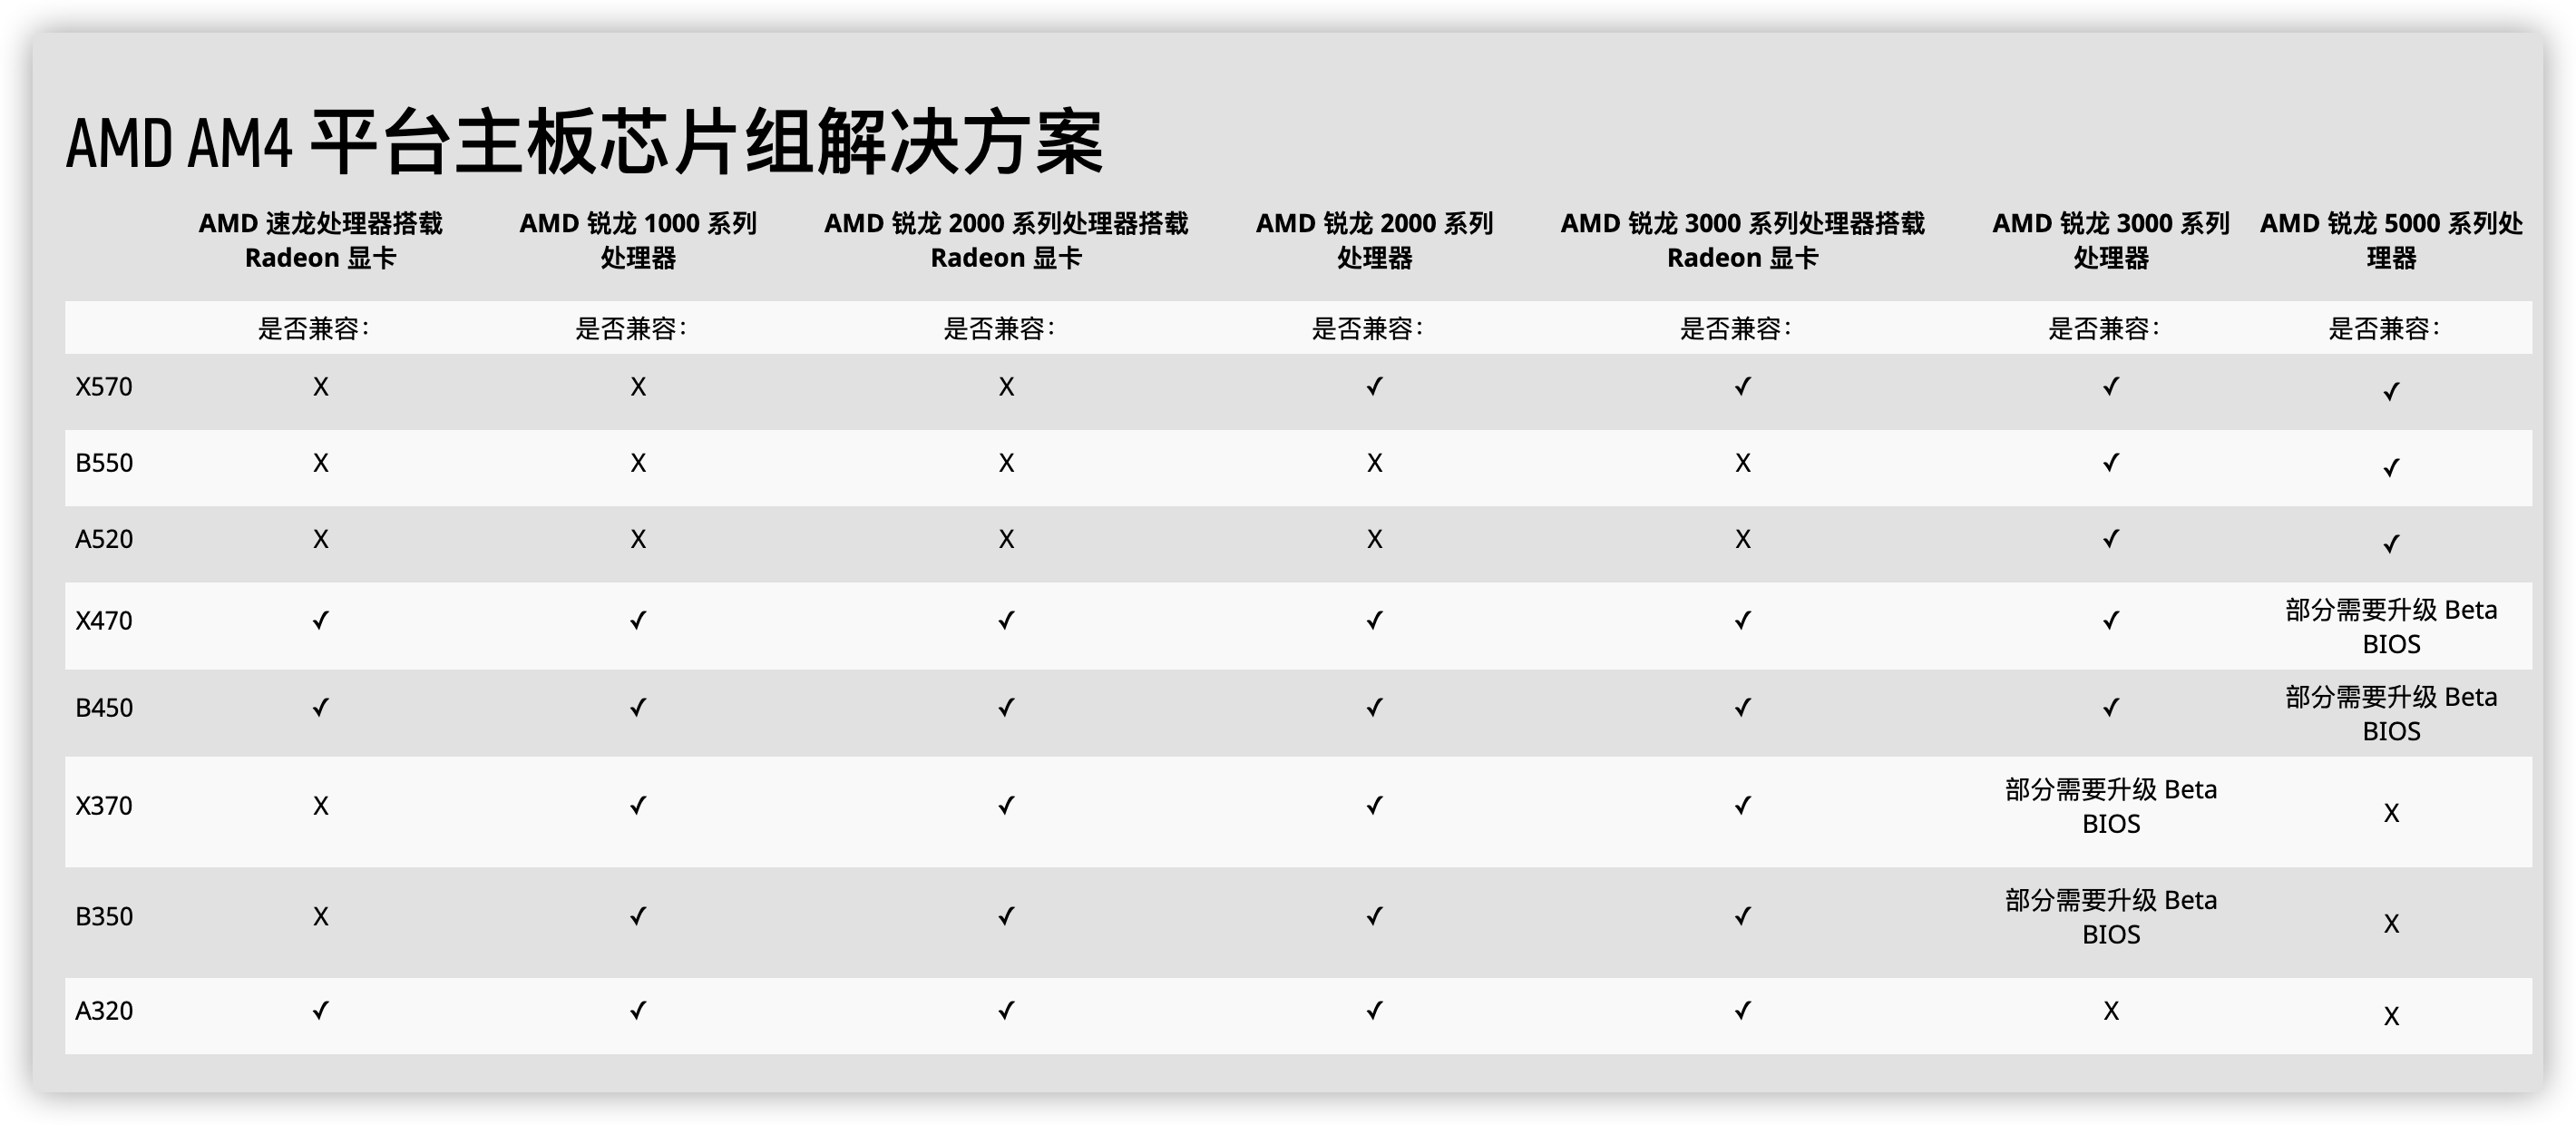 AMD AM4 平台主板芯片组解决方案
AMD 速龙处理器搭载 Radeon 显卡 AMD 锐龙 1000 系列处理器 AMD 锐龙 2000 系列处理器搭载 Radeon 显卡 AMD 锐龙 2000 系列处理器 AMD 锐龙 3000 系列处理器搭载 Radeon 显卡 AMD 锐龙 3000 系列处理器 AMD 锐龙 5000 系列处理器
是否兼容： 是否兼容： 是否兼容： 是否兼容： 是否兼容： 是否兼容： 是否兼容：
X570 X X X ✓ ✓ ✓ ✓
B550 X X X X X ✓ ✓
A520 X X X X X ✓ ✓
X470 ✓ ✓ ✓ ✓ ✓ ✓ 部分需要升级 Beta BIOS
B450 ✓ ✓ ✓ ✓ ✓ ✓ 部分需要升级 Beta BIOS
X370 X ✓ ✓ ✓ ✓ 部分需要升级 Beta BIOS X
B350 X ✓ ✓ ✓ ✓ 部分需要升级 Beta BIOS X
A320 ✓ ✓ ✓ ✓ ✓ X X